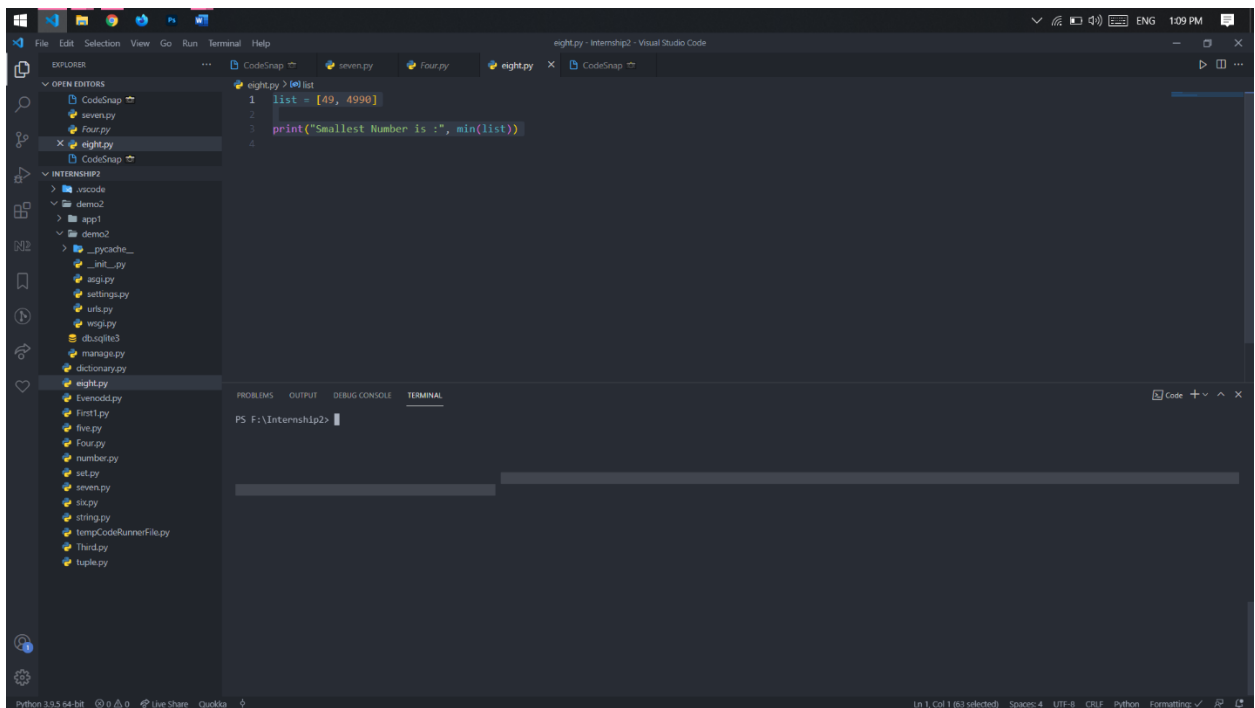 ENG 1:09 PM
File Edit Selection View Go Run Terminal Help
eight.py - Internship2 - Visual Studio Code
EXPLORER
CodeSnap seven.py Four.py eight.py CodeSnap
OPEN EDITORS
CodeSnap
seven.py
Four.py
eight.py
CodeSnap
INTERNSHIP2
.vscode
demo2
app1
demo2
__pycache__
__init__.py
asgi.py
settings.py
urls.py
wsgi.py
db.sqlite3
manage.py
dictionary.py
eight.py
Evenodd.py
First1.py
five.py
Four.py
number.py
set.py
seven.py
six.py
string.py
tempCodeRunnerFile.py
Third.py
tuple.py
eight.py > list
1 list = [49, 4990]
2
3 print("Smallest Number is :", min(list))
4
PROBLEMS OUTPUT DEBUG CONSOLE TERMINAL
Code
PS F:\Internship2>
Python 3.9.5 64-bit 0 0 Live Share Quokka
Ln 1, Col 1 (63 selected) Spaces: 4 UTF-8 CRLF Python Formatting: ✓